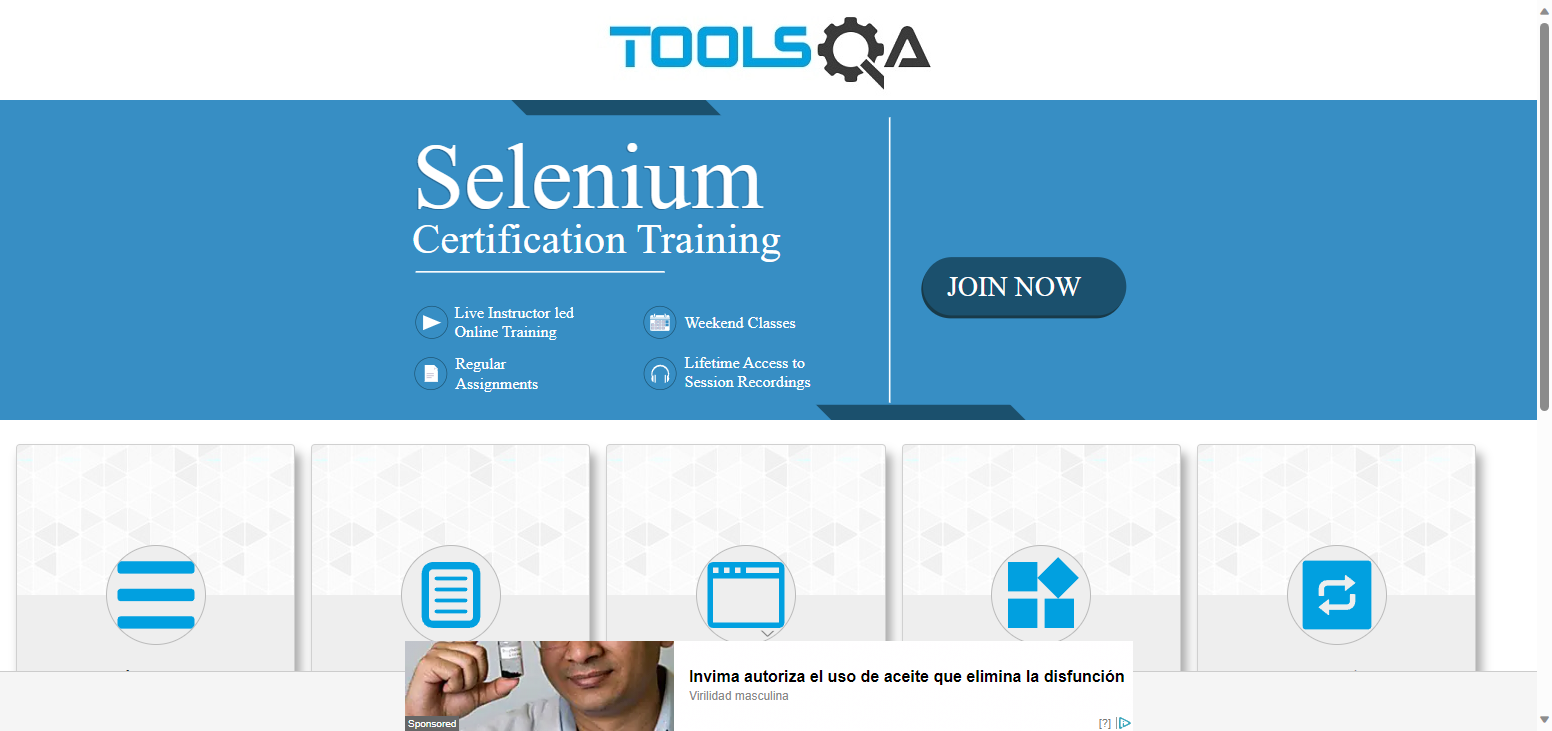 TOOLSQA
Selenium
Certification Training
JOIN NOW
Live Instructor led
Online Training
Weekend Classes
Regular
Assignments
Lifetime Access to
Session Recordings
Invima autoriza el uso de aceite que elimina la disfunción
Virilidad masculina
Sponsored
[?]